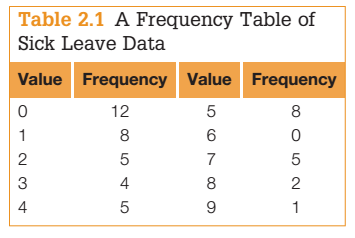 Table 2.1 A Frequency Table of
Sick Leave Data
Value Frequency Value Frequency
0 12 5 8
1 8 6 0
2 5 7 5
3 4 8 2
4 5 9 1